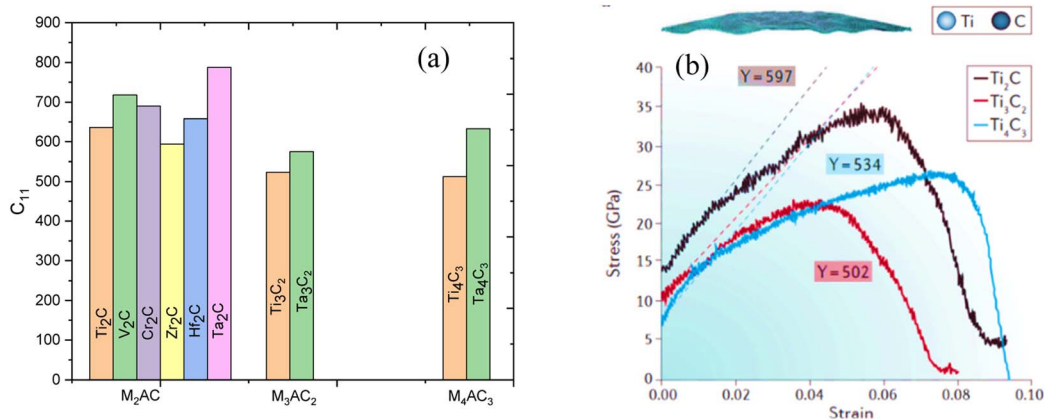 (a)
C11
900
800
700
600
500
400
300
200
100
0
Ti2C
V2C
Cr2C
Zr2C
Hf2C
Ta2C
Ti3C2
Ta3C2
Ti4C3
Ta4C3
M2AC
M3AC2
M4AC3
Ti C
(b)
Ti2C
Ti3C2
Ti4C3
Y=597
Y=534
Y=502
Stress (GPa)
40
35
30
25
20
15
10
5
0
0.00 0.02 0.04 0.06 0.08 0.10
Strain